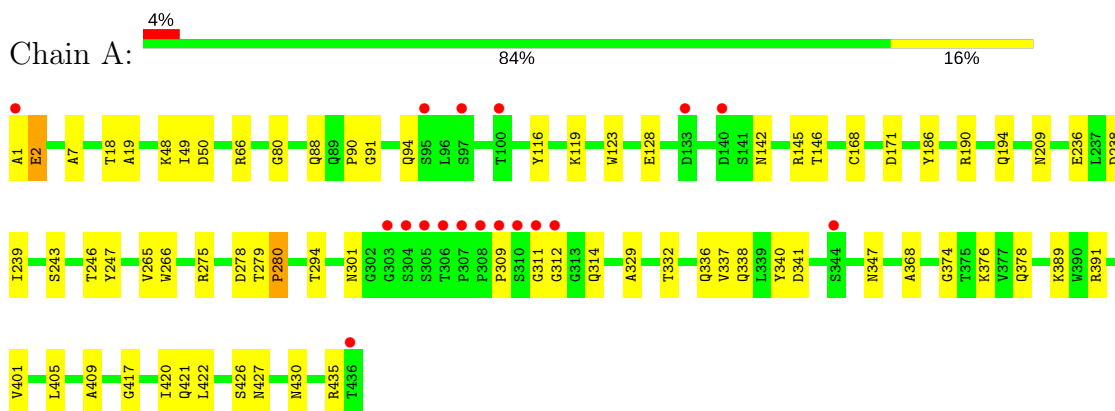 4%
Chain A:
84% 16%
A1 E2 A7 T18 A19 K48 I49 D50 R66 G80 Q88 Q89 P90 G91 Q94 S95 L96 S97 T100 Y116 K119 W123 E128 D133 D140 S141 N142 R145 T146 C168 D171 Y186 R190 Q194 N209 E236 L237
I239 S243 T246 Y247 V265 W266 R275 D278 T279 P280 T294 N301 G302 G303 S304 S305 T306 P307 P308 P309 S310 G311 G312 G313 Q314 A329 T332 Q336 V337 Q338 L339 Y340 D341 S344 N347 A368 G374 T375 K376 V377 Q378 K389 W390 R391
V401 L405 A409 G417 I420 Q421 L422 S426 N427 N430 R435 T436